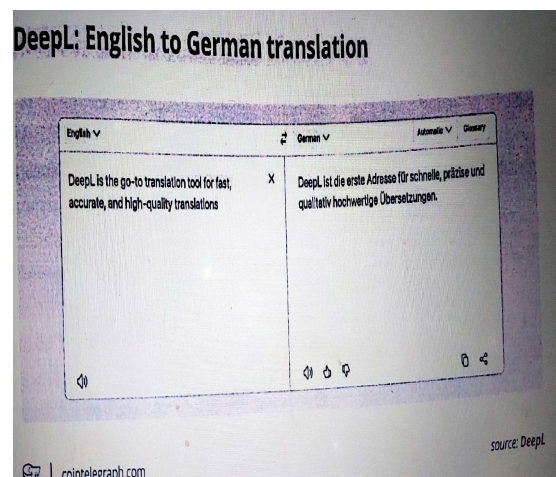 DeepL: English to German translation
English
German
Automatic
Glossary
DeepL is the go-to translation tool for fast,
accurate, and high-quality translations
X
DeepL ist die erste Adresse für schnelle, präzise und
qualitativ hochwertige Übersetzungen.
source: DeepL
cointelegraph.com